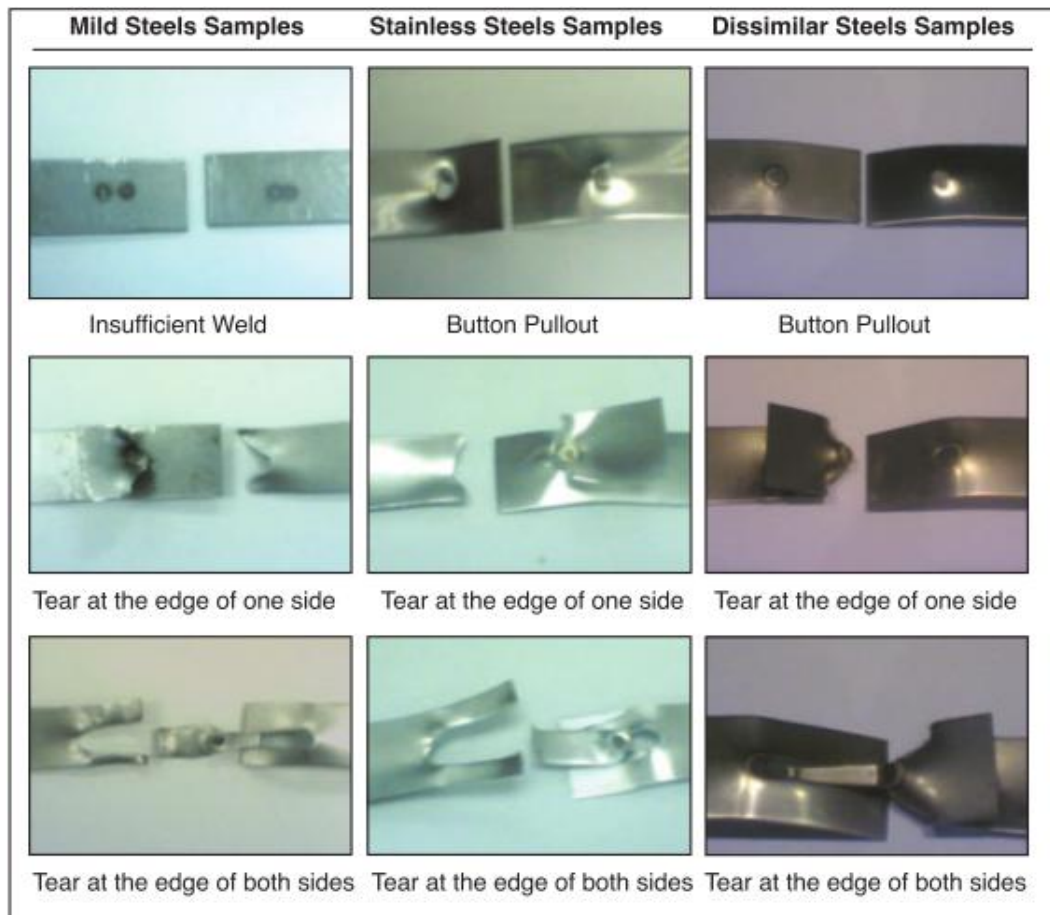 Mild Steels Samples
Stainless Steels Samples
Dissimilar Steels Samples
Insufficient Weld
Button Pullout
Button Pullout
Tear at the edge of one side
Tear at the edge of one side
Tear at the edge of one side
Tear at the edge of both sides
Tear at the edge of both sides
Tear at the edge of both sides